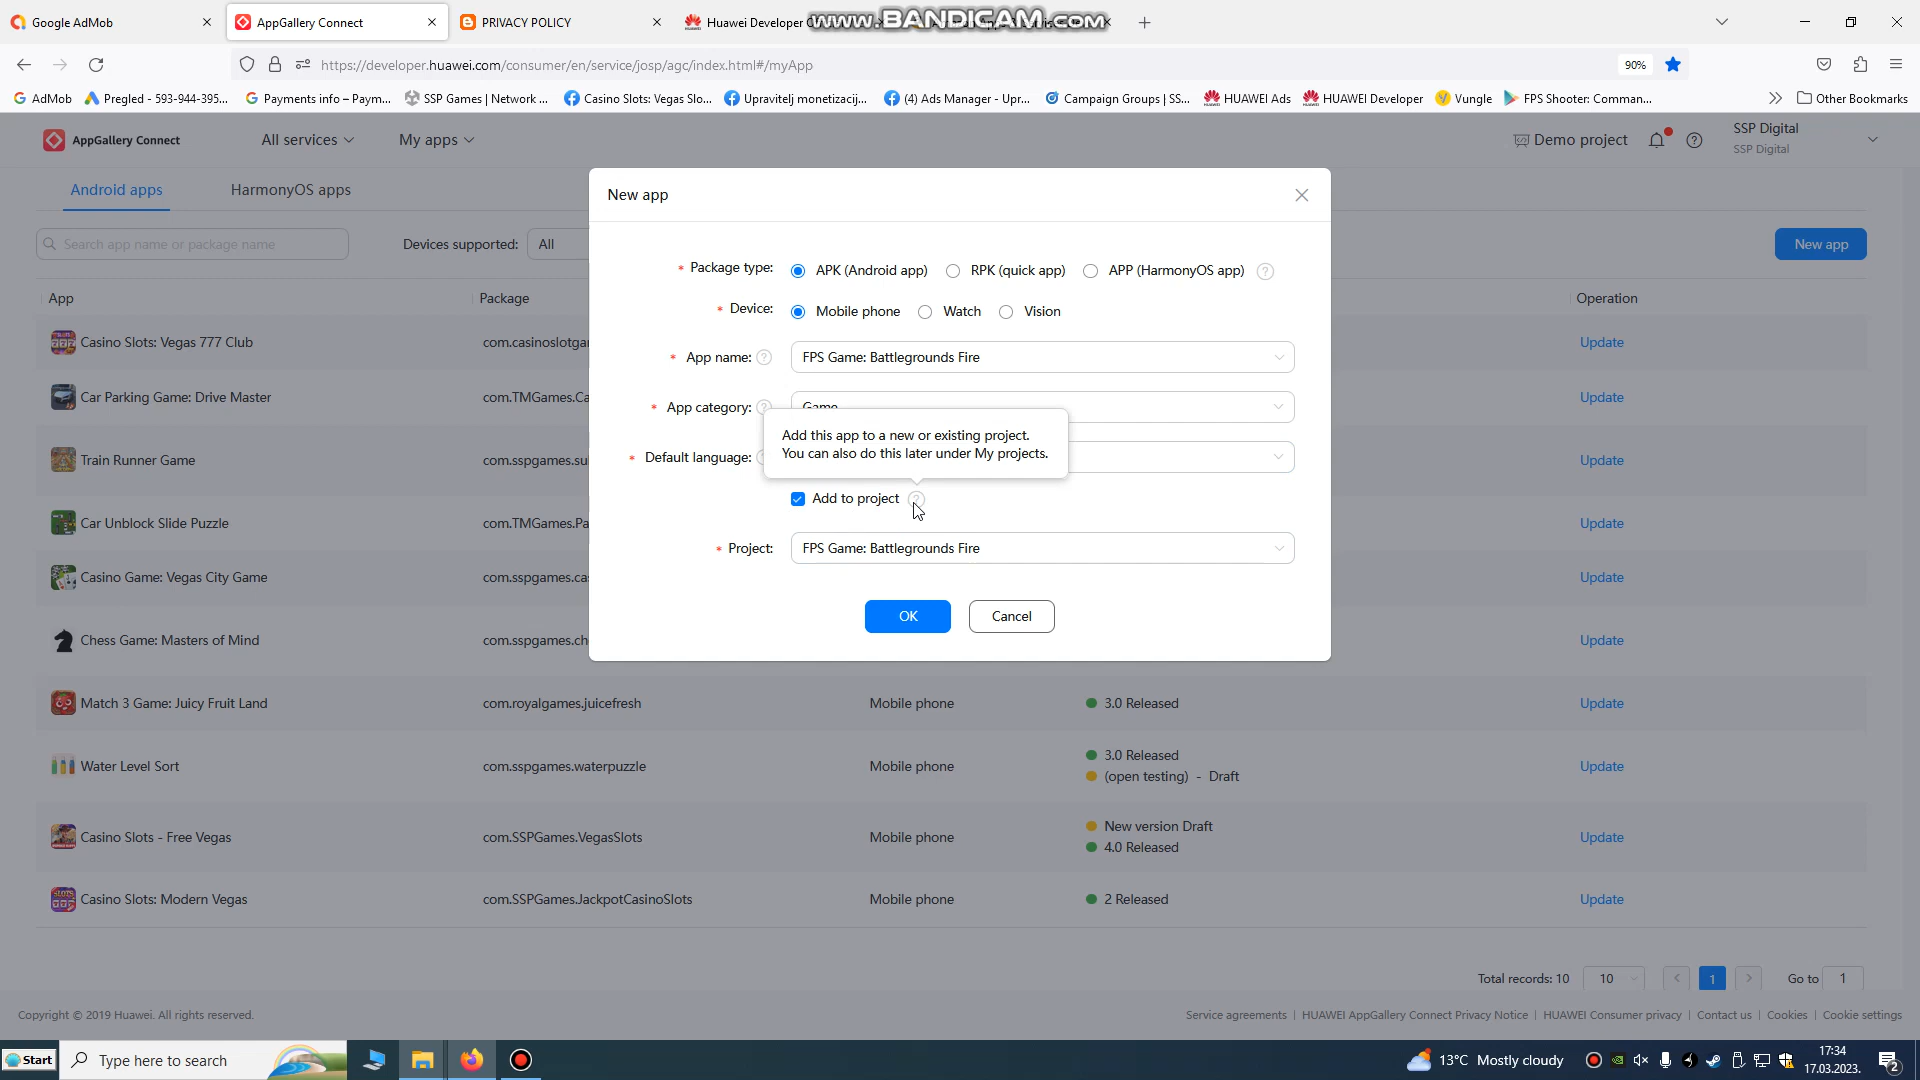 Google AdMob
AppGallery Connect
PRIVACY POLICY
Huawei Developer
www.BANDICAM.com
https://developer.huawei.com/consumer/en/service/josp/agc/index.html#/myApp
90%
AdMob
Pregled - 593-944-395...
Payments info – Paym...
SSP Games | Network ...
Casino Slots: Vegas Slo...
Upravitelj monetizacij...
(4) Ads Manager - Upr...
Campaign Groups | SS...
HUAWEI Ads
HUAWEI Developer
Vungle
FPS Shooter: Comman...
Other Bookmarks
AppGallery Connect
All services
My apps
Demo project
SSP Digital
SSP Digital
Android apps
HarmonyOS apps
Search app name or package name
Devices supported:
All
New app
App
Package
Operation
Casino Slots: Vegas 777 Club
com.casinoslotga
Update
Car Parking Game: Drive Master
com.TMGames.Ca
Update
Train Runner Game
com.sspgames.su
Update
Car Unblock Slide Puzzle
com.TMGames.Pa
Update
Casino Game: Vegas City Game
com.sspgames.ca
Update
Chess Game: Masters of Mind
com.sspgames.ch
Update
Match 3 Game: Juicy Fruit Land
com.royalgames.juicefresh
Mobile phone
3.0 Released
Update
Water Level Sort
com.sspgames.waterpuzzle
Mobile phone
3.0 Released
(open testing) - Draft
Update
Casino Slots - Free Vegas
com.SSPGames.VegasSlots
Mobile phone
New version Draft
4.0 Released
Update
Casino Slots: Modern Vegas
com.SSPGames.JackpotCasinoSlots
Mobile phone
2 Released
Update
New app
* Package type:
APK (Android app)
RPK (quick app)
APP (HarmonyOS app)
* Device:
Mobile phone
Watch
Vision
* App name:
FPS Game: Battlegrounds Fire
* App category:
Game
Add this app to a new or existing project.
You can also do this later under My projects.
* Default language:
Add to project
* Project:
FPS Game: Battlegrounds Fire
OK
Cancel
Total records: 10
10
1
Go to
1
Copyright © 2019 Huawei. All rights reserved.
Service agreements | HUAWEI AppGallery Connect Privacy Notice | HUAWEI Consumer privacy | Contact us | Cookies | Cookie settings
Start
Type here to search
13°C Mostly cloudy
17:34
17.03.2023.
2